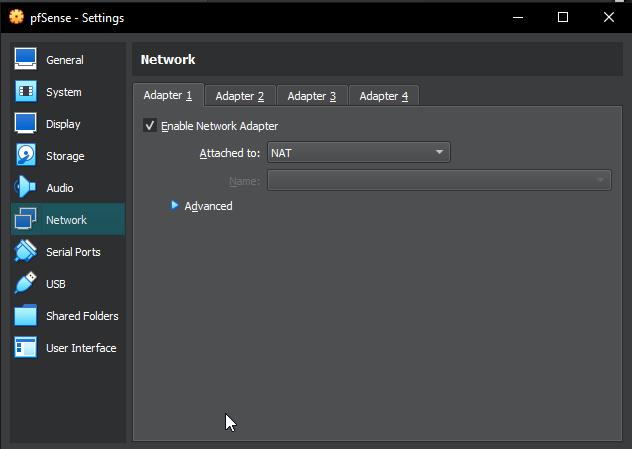 pfSense - Settings
General
System
Display
Storage
Audio
Network
Serial Ports
USB
Shared Folders
User Interface
Network
Adapter 1
Adapter 2
Adapter 3
Adapter 4
Enable Network Adapter
Attached to: NAT
Name:
Advanced